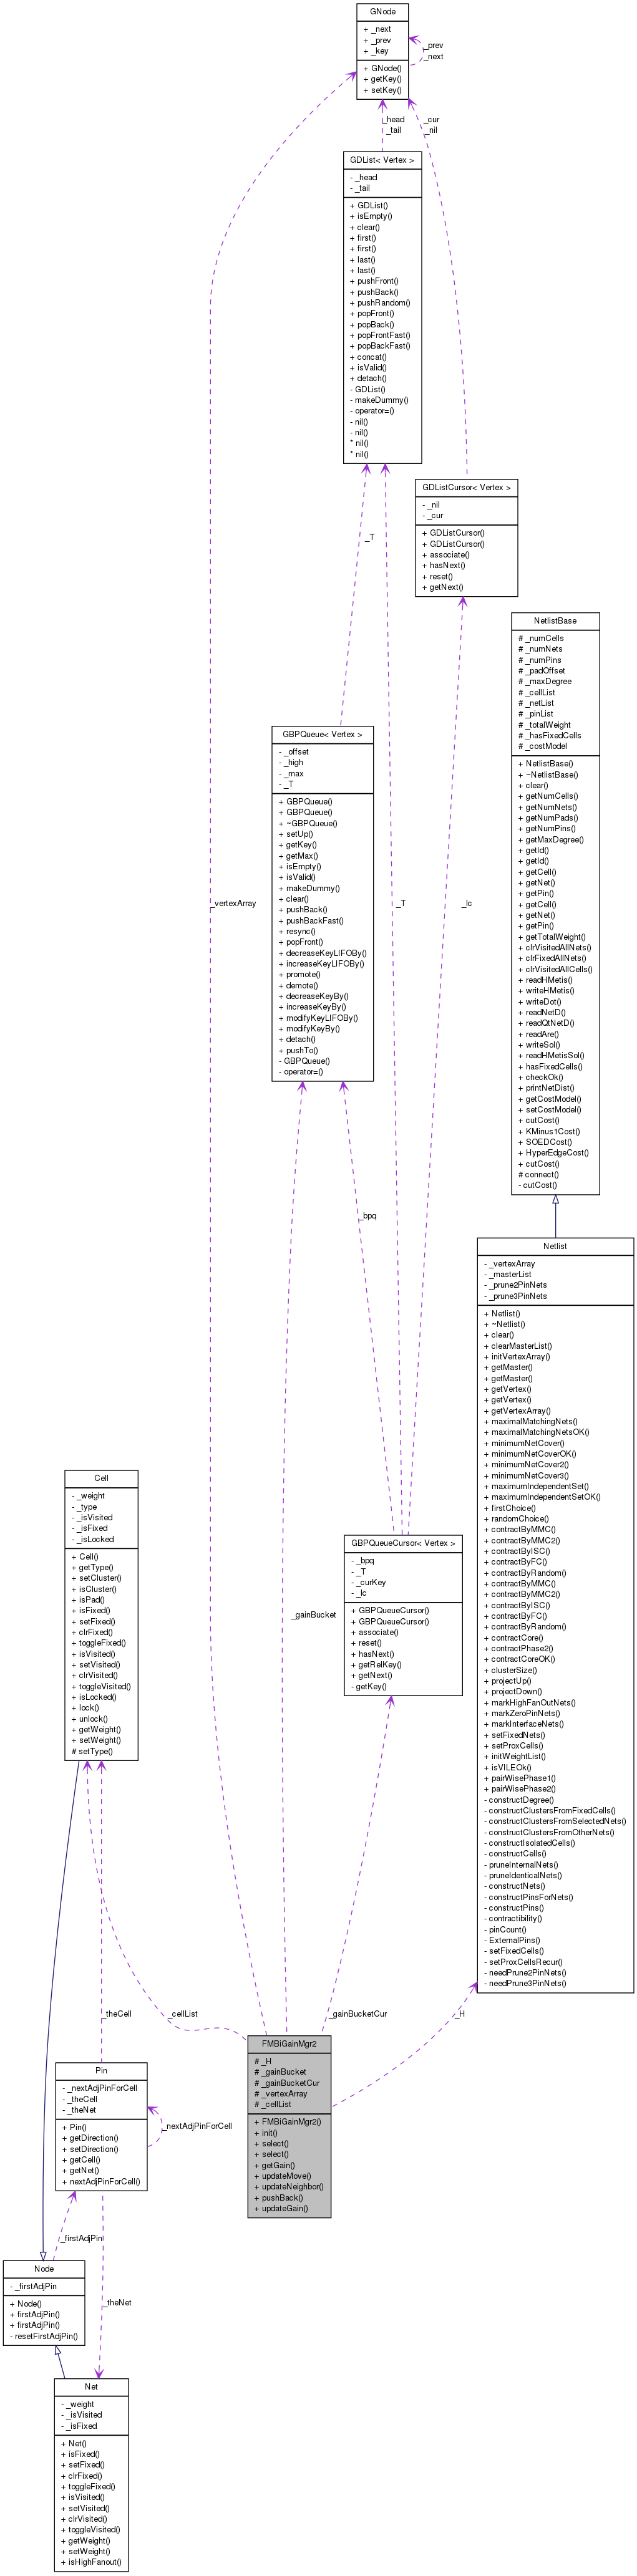 GNode
+ _next
+ _prev
+ _key
+ GNode()
+ getKey()
+ setKey()
_prev
_next
_head
_tail
_cur
_nil
GDList< Vertex >
- _head
- _tail
+ GDList()
+ isEmpty()
+ clear()
+ first()
+ first()
+ last()
+ last()
+ pushFront()
+ pushBack()
+ pushRandom()
+ popFront()
+ popBack()
+ popFrontFast()
+ popBackFast()
+ concat()
+ isValid()
+ detach()
- GDList()
- makeDummy()
- operator=()
- nil()
- nil()
* nil()
* nil()
GDListCursor< Vertex >
- _nil
- _cur
+ GDListCursor()
+ GDListCursor()
+ associate()
+ hasNext()
+ reset()
+ getNext()
_T
NetlistBase
# _numCells
# _numNets
# _numPins
# _padOffset
# _maxDegree
# _cellList
# _netList
# _pinList
# _totalWeight
# _hasFixedCells
# _costModel
+ NetlistBase()
+ ~NetlistBase()
+ clear()
+ getNumCells()
+ getNumNets()
+ getNumPads()
+ getNumPins()
+ getMaxDegree()
+ getId()
+ getId()
+ getCell()
+ getNet()
+ getPin()
+ getCell()
+ getNet()
+ getPin()
+ getTotalWeight()
+ clrVisitedAllNets()
+ clrFixedAllNets()
+ clrVisitedAllCells()
+ readHMetis()
+ writeHMetis()
+ writeDot()
+ readNetD()
+ readQtNetD()
+ readAre()
+ writeSol()
+ readHMetisSol()
+ hasFixedCells()
+ checkOk()
+ printNetDist()
+ getCostModel()
+ setCostModel()
+ cutCost()
+ KMinus1Cost()
+ SOEDCost()
+ HyperEdgeCost()
+ cutCost()
# connect()
- cutCost()
GBPQueue< Vertex >
- _offset
- _high
- _max
- _T
+ GBPQueue()
+ GBPQueue()
+ ~GBPQueue()
+ setUp()
+ getKey()
+ getMax()
+ isEmpty()
+ isValid()
+ makeDummy()
+ clear()
+ pushBack()
+ pushBackFast()
+ resync()
+ popFront()
+ decreaseKeyLIFOBy()
+ increaseKeyLIFOBy()
+ promote()
+ demote()
+ decreaseKeyBy()
+ increaseKeyBy()
+ modifyKeyLIFOBy()
+ modifyKeyBy()
+ detach()
+ pushTo()
- GBPQueue()
- operator=()
_vertexArray
_T
_lc
_bpq
Netlist
- _vertexArray
- _masterList
- _prune2PinNets
- _prune3PinNets
+ Netlist()
+ ~Netlist()
+ clear()
+ clearMasterList()
+ initVertexArray()
+ getMaster()
+ getMaster()
+ getVertex()
+ getVertex()
+ getVertexArray()
+ maximalMatchingNets()
+ maximalMatchingNetsOK()
+ minimumNetCover()
+ minimumNetCoverOK()
+ minimumNetCover2()
+ minimumNetCover3()
+ maximumIndependentSet()
+ maximumIndependentSetOK()
+ firstChoice()
+ randomChoice()
+ contractByMMC()
+ contractByMMC2()
+ contractByISC()
+ contractByFC()
+ contractByRandom()
+ contractByMMC()
+ contractByMMC2()
+ contractByISC()
+ contractByFC()
+ contractByRandom()
+ contractCore()
+ contractPhase2()
+ contractCoreOK()
+ clusterSize()
+ projectUp()
+ projectDown()
+ markHighFanOutNets()
+ markZeroPinNets()
+ markInterfaceNets()
+ setFixedNets()
+ setProxCells()
+ initWeightList()
+ isVILEOk()
+ pairWisePhase1()
+ pairWisePhase2()
- constructDegree()
- constructClustersFromFixedCells()
- constructClustersFromSelectedNets()
- constructClustersFromOtherNets()
- constructIsolatedCells()
- constructCells()
- pruneInternalNets()
- pruneIdenticalNets()
- constructNets()
- constructPinsForNets()
- constructPins()
- contractibility()
- pinCount()
- ExternalPins()
- setFixedCells()
- setProxCellsRecur()
- needPrune2PinNets()
- needPrune3PinNets()
Cell
- _weight
- _type
- _isVisited
- _isFixed
- _isLocked
+ Cell()
+ getType()
+ setCluster()
+ isCluster()
+ isPad()
+ isFixed()
+ setFixed()
+ clrFixed()
+ toggleFixed()
+ isVisited()
+ setVisited()
+ clrVisited()
+ toggleVisited()
+ isLocked()
+ lock()
+ unlock()
+ getWeight()
+ setWeight()
# setType()
GBPQueueCursor< Vertex >
- _bpq
- _T
- _curKey
- _lc
+ GBPQueueCursor()
+ GBPQueueCursor()
+ associate()
+ reset()
+ hasNext()
+ getRelKey()
+ getNext()
- getKey()
_gainBucket
_theCell
_cellList
_gainBucketCur
_H
FMBiGainMgr2
# _H
# _gainBucket
# _gainBucketCur
# _vertexArray
# _cellList
+ FMBiGainMgr2()
+ init()
+ select()
+ select()
+ getGain()
+ updateMove()
+ updateNeighbor()
+ pushBack()
+ updateGain()
Pin
- _nextAdjPinForCell
- _theCell
- _theNet
+ Pin()
+ getDirection()
+ setDirection()
+ getCell()
+ getNet()
+ nextAdjPinForCell()
_nextAdjPinForCell
_firstAdjPin
Node
- _firstAdjPin
+ Node()
+ firstAdjPin()
+ firstAdjPin()
- resetFirstAdjPin()
_theNet
Net
- _weight
- _isVisited
- _isFixed
+ Net()
+ isFixed()
+ setFixed()
+ clrFixed()
+ toggleFixed()
+ isVisited()
+ setVisited()
+ clrVisited()
+ toggleVisited()
+ getWeight()
+ setWeight()
+ isHighFanout()